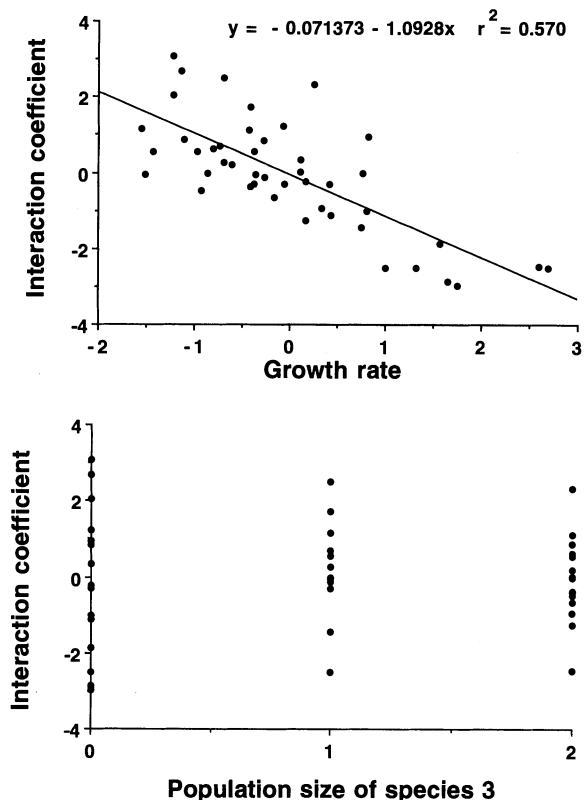 y = - 0.071373 - 1.0928x r² = 0.570
Interaction coefficient
4
2
0
-2
-4
-2 -1 0 1 2 3
Growth rate
Interaction coefficient
4
2
0
-2
-4
0 1 2
Population size of species 3